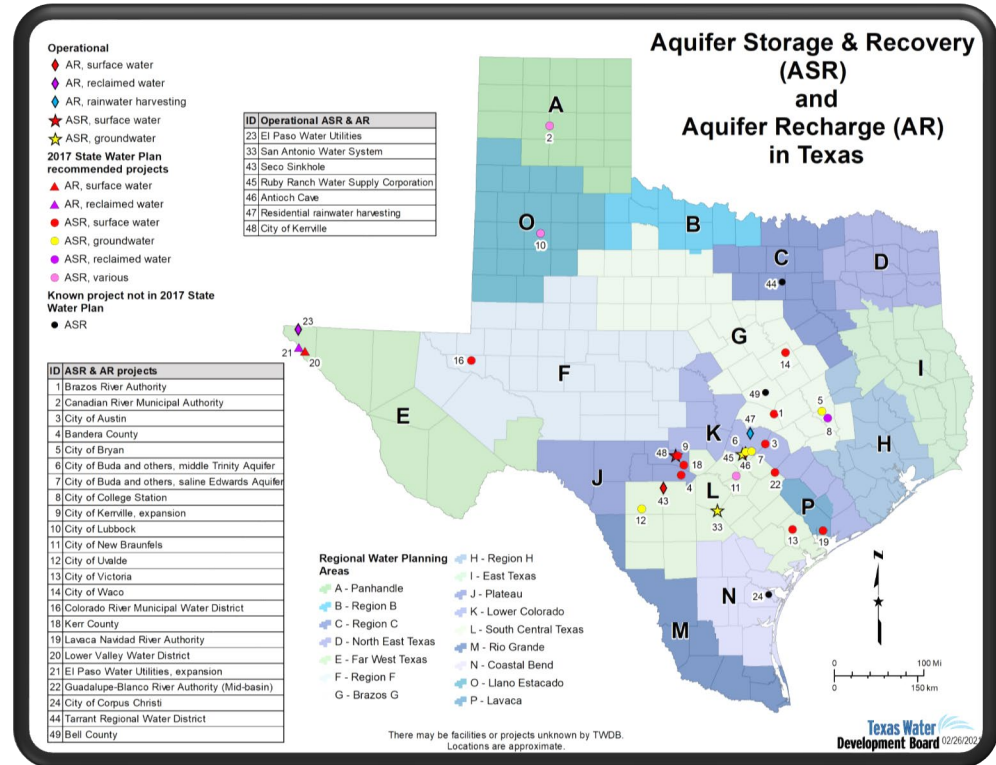 Aquifer Storage & Recovery
(ASR)
and
Aquifer Recharge (AR)
in Texas
Operational
AR, surface water
AR, reclaimed water
AR, rainwater harvesting
ASR, surface water
ASR, groundwater
2017 State Water Plan
recommended projects
AR, surface water
AR, reclaimed water
ASR, surface water
ASR, groundwater
ASR, reclaimed water
ASR, various
Known project not in 2017 State
Water Plan
ASR
ID Operational ASR & AR
23 El Paso Water Utilities
33 San Antonio Water System
43 Seco Sinkhole
45 Ruby Ranch Water Supply Corporation
46 Antioch Cave
47 Residential rainwater harvesting
48 City of Kerrville
ID ASR & AR projects
1 Brazos River Authority
2 Canadian River Municipal Authority
3 City of Austin
4 Bandera County
5 City of Bryan
6 City of Buda and others, middle Trinity Aquifer
7 City of Buda and others, saline Edwards Aquifer
8 City of College Station
9 City of Kerrville, expansion
10 City of Lubbock
11 City of New Braunfels
12 City of Uvalde
13 City of Victoria
14 City of Waco
16 Colorado River Municipal Water District
18 Kerr County
19 Lavaca Navidad River Authority
20 Lower Valley Water District
21 El Paso Water Utilities, expansion
22 Guadalupe-Blanco River Authority (Mid-basin)
24 City of Corpus Christi
44 Tarrant Regional Water District
49 Bell County
A
2
O
10
B
C
44
D
G
14
I
23
21
20
16
F
E
49
1
5
8
H
K
47
6
3
45
46
7
48
9
18
4
J
43
L
11
22
P
12
33
13
19
N
24
M
Regional Water Planning
Areas
A - Panhandle
B - Region B
C - Region C
D - North East Texas
E - Far West Texas
F - Region F
G - Brazos G
H - Region H
I - East Texas
J - Plateau
K - Lower Colorado
L - South Central Texas
M - Rio Grande
N - Coastal Bend
O - Llano Estacado
P - Lavaca
N
0 100 Mi
0 150 km
There may be facilities or projects unknown by TWDB.
Locations are approximate.
Texas Water
Development Board 02/26/2021